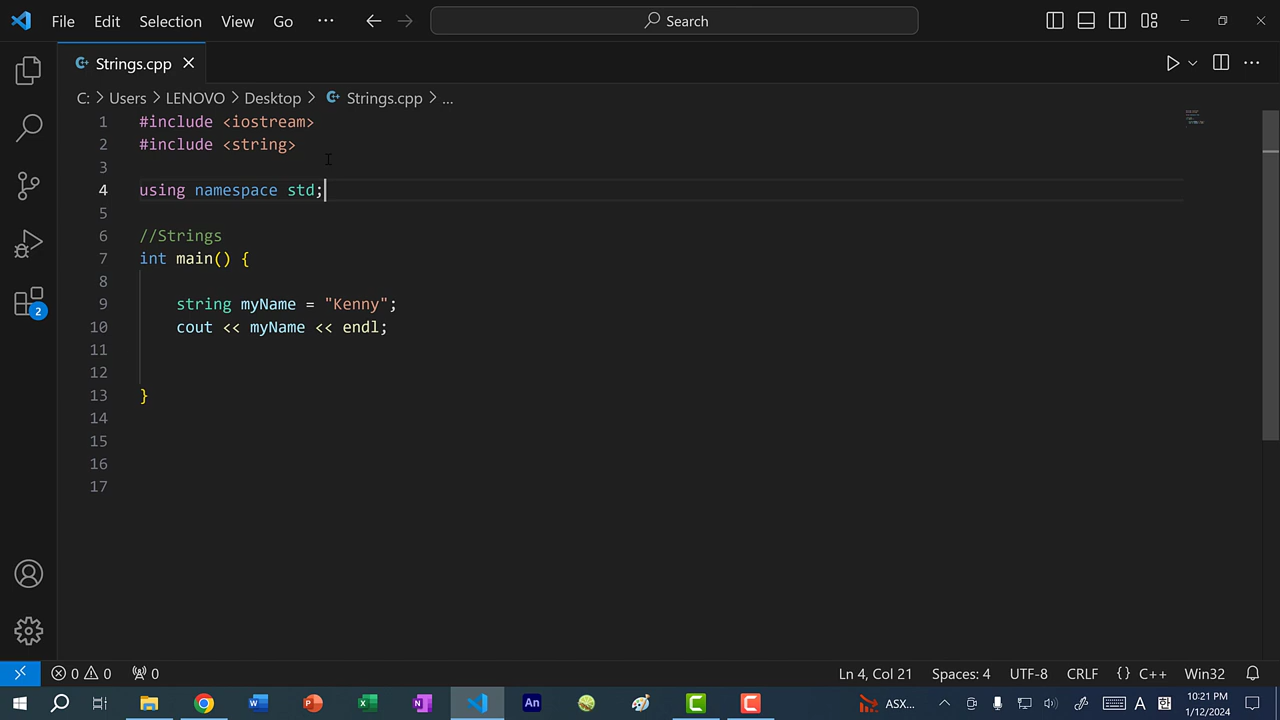 File Edit Selection View Go ··· Search
Strings.cpp
C: > Users > LENOVO > Desktop > Strings.cpp > ...
1 #include <iostream>
2 #include <string>
3
4 using namespace std;
5
6 //Strings
7 int main() {
8
9 string myName = "Kenny";
10 cout << myName << endl;
11
12
13 }
14
15
16
17
2
0 0 0 Ln 4, Col 21 Spaces: 4 UTF-8 CRLF {} C++ Win32
An ASX... A 10:21 PM
1/12/2024